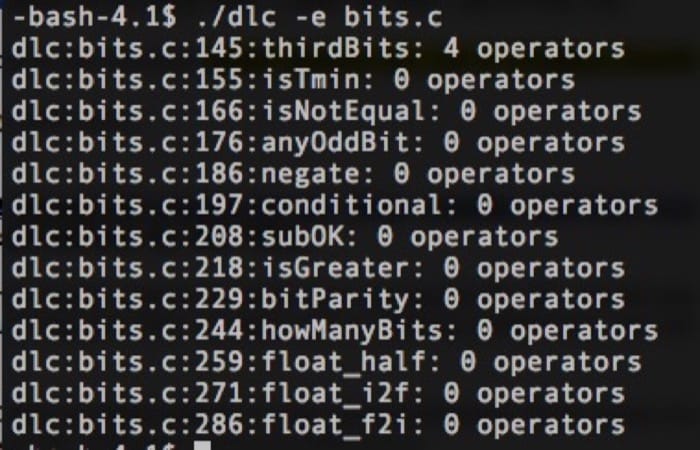 -bash-4.1$ ./dlc -e bits.c
dlc:bits.c:145:thirdBits: 4 operators
dlc:bits.c:155:isTmin: 0 operators
dlc:bits.c:166:isNotEqual: 0 operators
dlc:bits.c:176:anyOddBit: 0 operators
dlc:bits.c:186:negate: 0 operators
dlc:bits.c:197:conditional: 0 operators
dlc:bits.c:208:subOK: 0 operators
dlc:bits.c:218:isGreater: 0 operators
dlc:bits.c:229:bitParity: 0 operators
dlc:bits.c:244:howManyBits: 0 operators
dlc:bits.c:259:float_half: 0 operators
dlc:bits.c:271:float_i2f: 0 operators
dlc:bits.c:286:float_f2i: 0 operators
-bash-4.1$